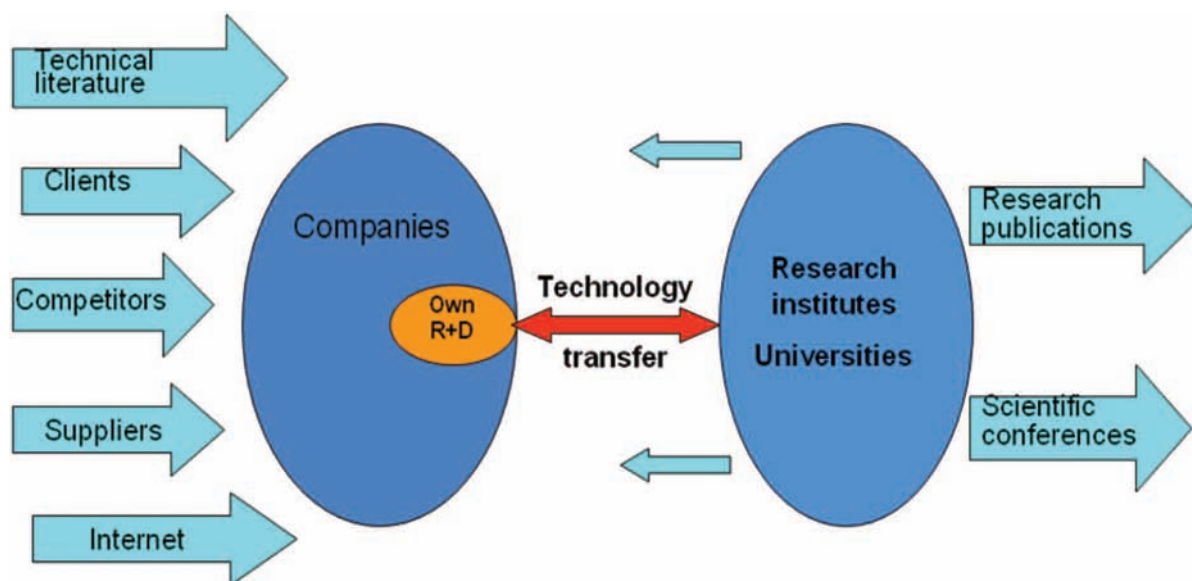 Technical
literature
Clients
Competitors
Suppliers
Internet
Companies
Own
R+D
Technology
transfer
Research
institutes
Universities
Research
publications
Scientific
conferences